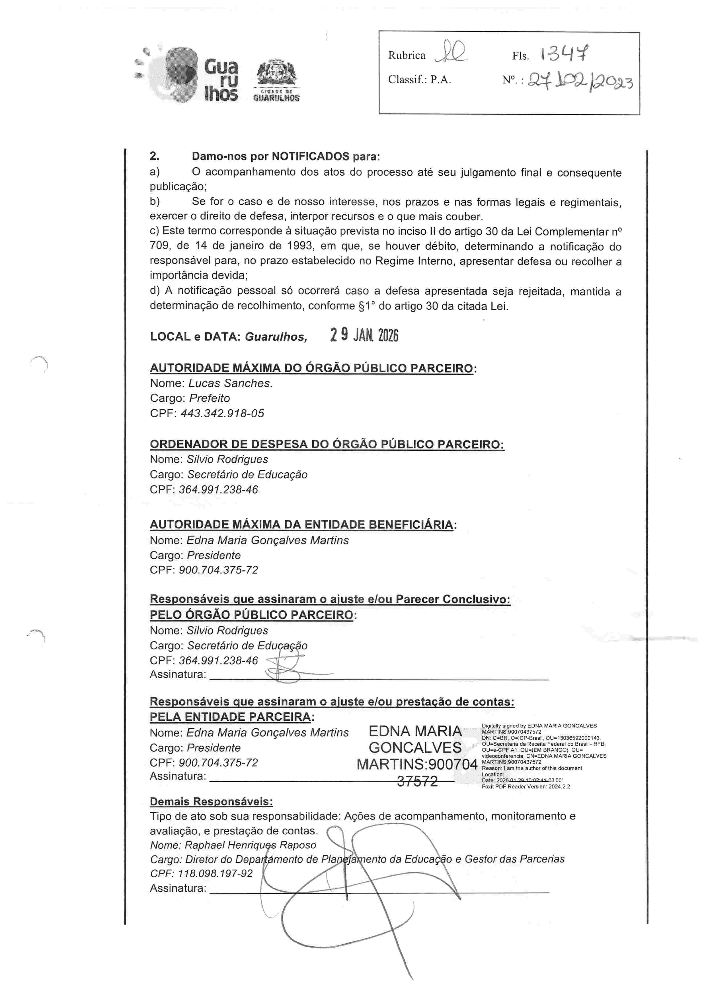 Gua
ru
lhos
CIDADE DE
GUARULHOS
Rubrica
Fls. 1347
Classif.: P.A.
Nº. : 27102/2023
2. Damo-nos por NOTIFICADOS para:
a) O acompanhamento dos atos do processo até seu julgamento final e consequente
publicação;
b) Se for o caso e de nosso interesse, nos prazos e nas formas legais e regimentais,
exercer o direito de defesa, interpor recursos e o que mais couber.
c) Este termo corresponde à situação prevista no inciso II do artigo 30 da Lei Complementar nº
709, de 14 de janeiro de 1993, em que, se houver débito, determinando a notificação do
responsável para, no prazo estabelecido no Regime Interno, apresentar defesa ou recolher a
importância devida;
d) A notificação pessoal só ocorrerá caso a defesa apresentada seja rejeitada, mantida a
determinação de recolhimento, conforme §1° do artigo 30 da citada Lei.
LOCAL e DATA: Guarulhos, 29 JAN. 2026
AUTORIDADE MÁXIMA DO ÓRGÃO PÚBLICO PARCEIRO:
Nome: Lucas Sanches.
Cargo: Prefeito
CPF: 443.342.918-05
ORDENADOR DE DESPESA DO ÓRGÃO PÚBLICO PARCEIRO:
Nome: Silvio Rodrigues
Cargo: Secretário de Educação
CPF: 364.991.238-46
AUTORIDADE MÁXIMA DA ENTIDADE BENEFICIÁRIA:
Nome: Edna Maria Gonçalves Martins
Cargo: Presidente
CPF: 900.704.375-72
Responsáveis que assinaram o ajuste e/ou Parecer Conclusivo:
PELO ÓRGÃO PÚBLICO PARCEIRO:
Nome: Silvio Rodrigues
Cargo: Secretário de Educação
CPF: 364.991.238-46
Assinatura:
Responsáveis que assinaram o ajuste e/ou prestação de contas:
PELA ENTIDADE PARCEIRA:
Nome: Edna Maria Gonçalves Martins
Cargo: Presidente
CPF: 900.704.375-72
Assinatura:
EDNA MARIA
GONCALVES
MARTINS:900704
37572
Digitally signed by EDNA MARIA GONCALVES
MARTINS:90070437572
DN: C=BR, O=ICP-Brasil, OU=13036592000143,
OU=Secretaria da Receita Federal do Brasil - RFB,
OU=e-CPF A1, OU=(EM BRANCO), OU=
videoconferencia, CN=EDNA MARIA GONCALVES
MARTINS:90070437572
Reason: I am the author of this document
Location:
Date: 2026.01.29 10:02:41-03'00'
Foxit PDF Reader Version: 2024.2.2
Demais Responsáveis:
Tipo de ato sob sua responsabilidade: Ações de acompanhamento, monitoramento e
avaliação, e prestação de contas.
Nome: Raphael Henriques Raposo
Cargo: Diretor do Departamento de Planejamento da Educação e Gestor das Parcerias
CPF: 118.098.197-92
Assinatura: